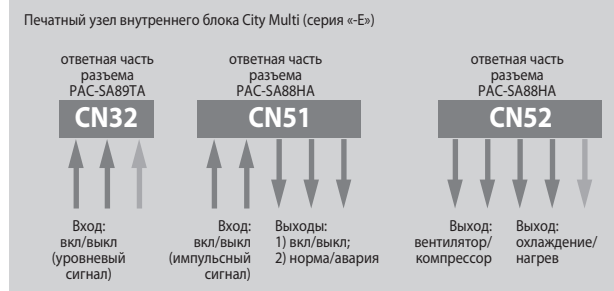 Печатный узел внутреннего блока City Multi (серия «-E»)
ответная часть
разъема
PAC-SA89TA
CN32
Вход:
вкл/выкл
(уровневый
сигнал)
ответная часть
разъема
PAC-SA88HA
CN51
Вход:
вкл/выкл
(импульсный
сигнал)
Выходы:
1) вкл/выкл;
2) норма/авария
ответная часть
разъема
PAC-SA88HA
CN52
Выход:
вентилятор/
компрессор
Выход:
охлаждение/
нагрев